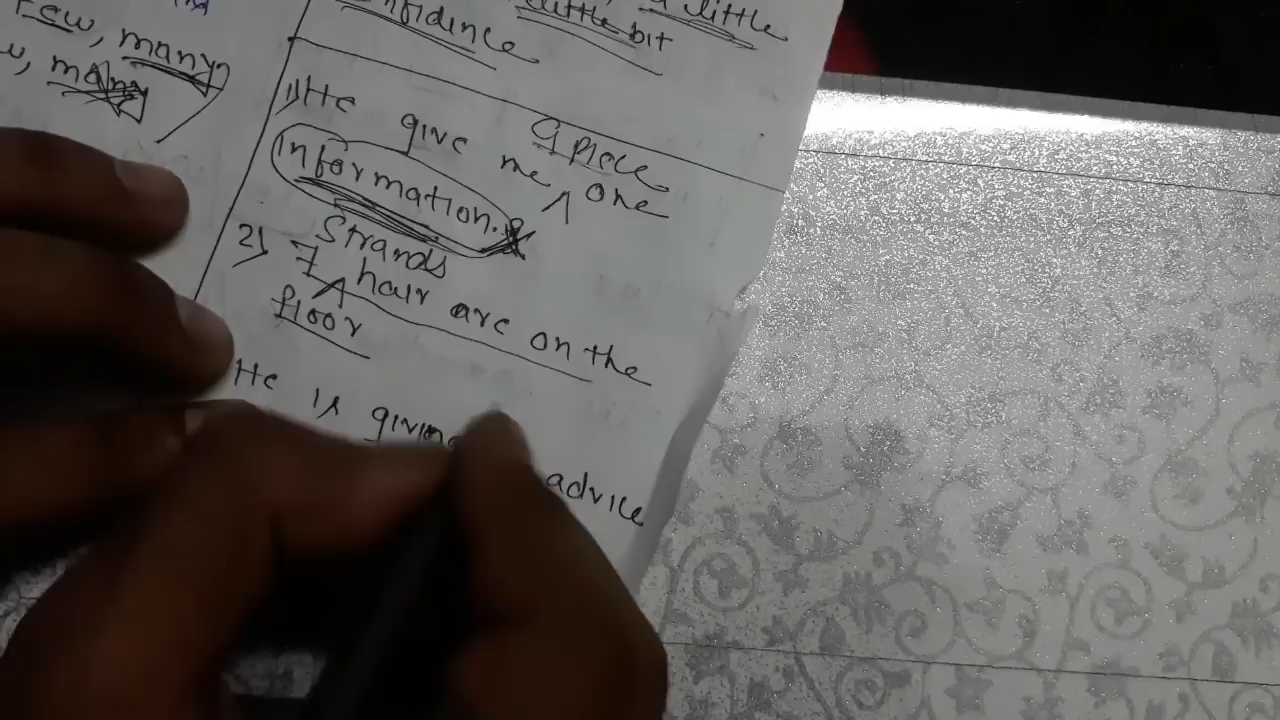 Few, many
many
a little
little bit
a piece
1) He give me ^ one
information.
Strands
2) 7 ^ hair are on the
floor
He is giving advice